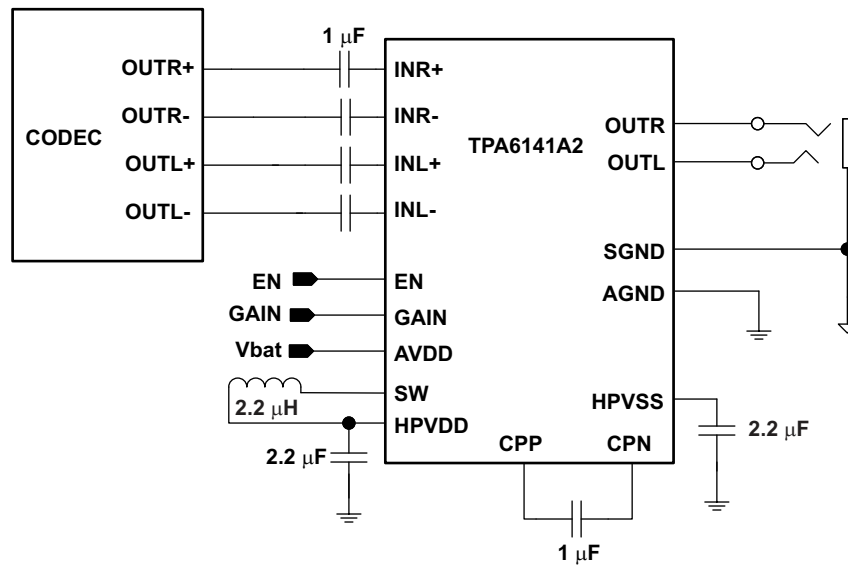 1 μF
OUTR+
INR+
OUTR-
INR-
OUTR
CODEC
TPA6141A2
OUTL+
INL+
OUTL
OUTL-
INL-
SGND
EN
EN
AGND
GAIN
GAIN
Vbat
AVDD
SW
2.2 μH
HPVSS
HPVDD
2.2 μF
2.2 μF
CPP
CPN
1 μF